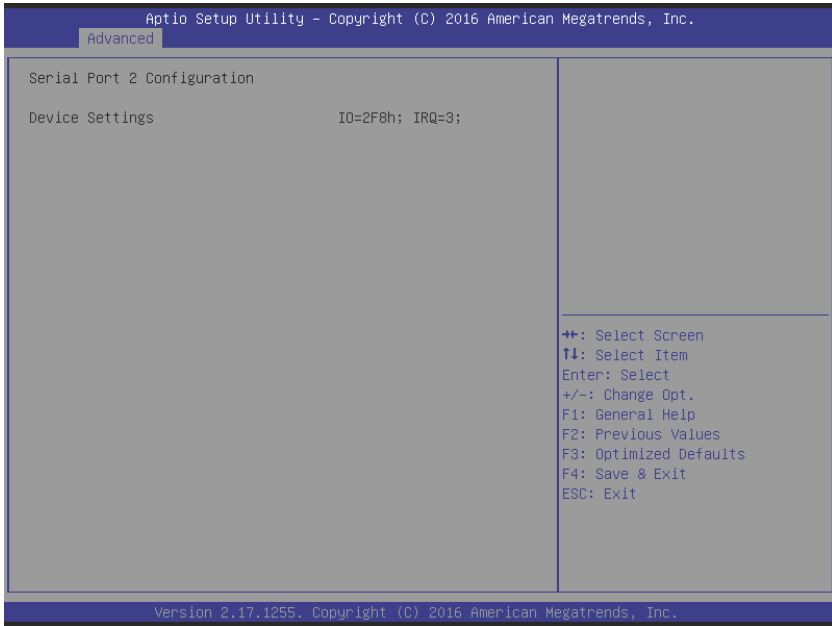 Aptio Setup Utility – Copyright (C) 2016 American Megatrends, Inc.
Advanced
Serial Port 2 Configuration
Device Settings IO=2F8h; IRQ=3;
→←: Select Screen
↑↓: Select Item
Enter: Select
+/-: Change Opt.
F1: General Help
F2: Previous Values
F3: Optimized Defaults
F4: Save & Exit
ESC: Exit
Version 2.17.1255. Copyright (C) 2016 American Megatrends, Inc.